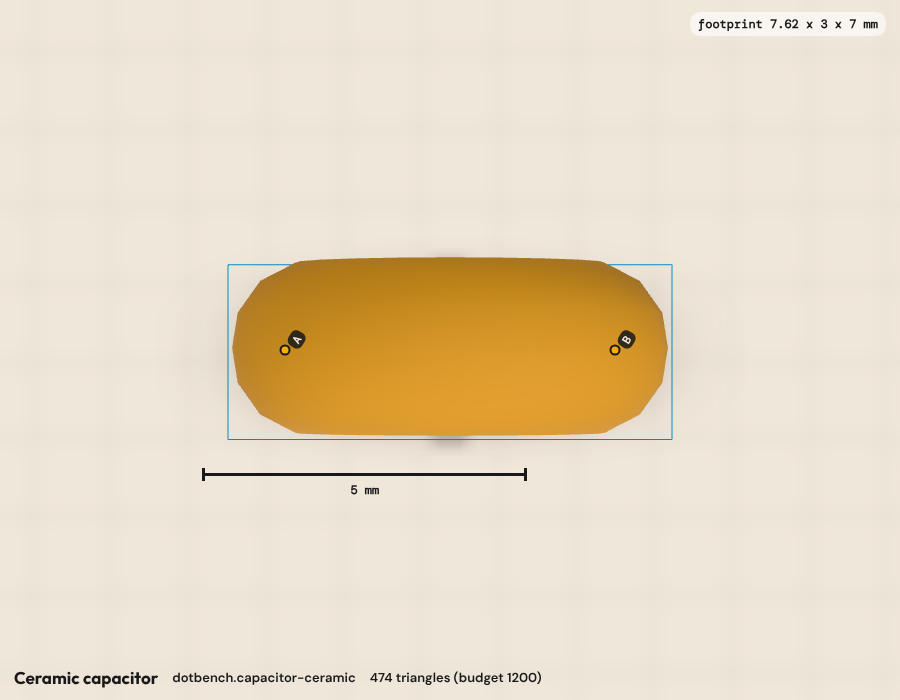 footprint 7.62 x 3 x 7 mm
A
B
5 mm
Ceramic capacitor dotbench.capacitor-ceramic 474 triangles (budget 1200)